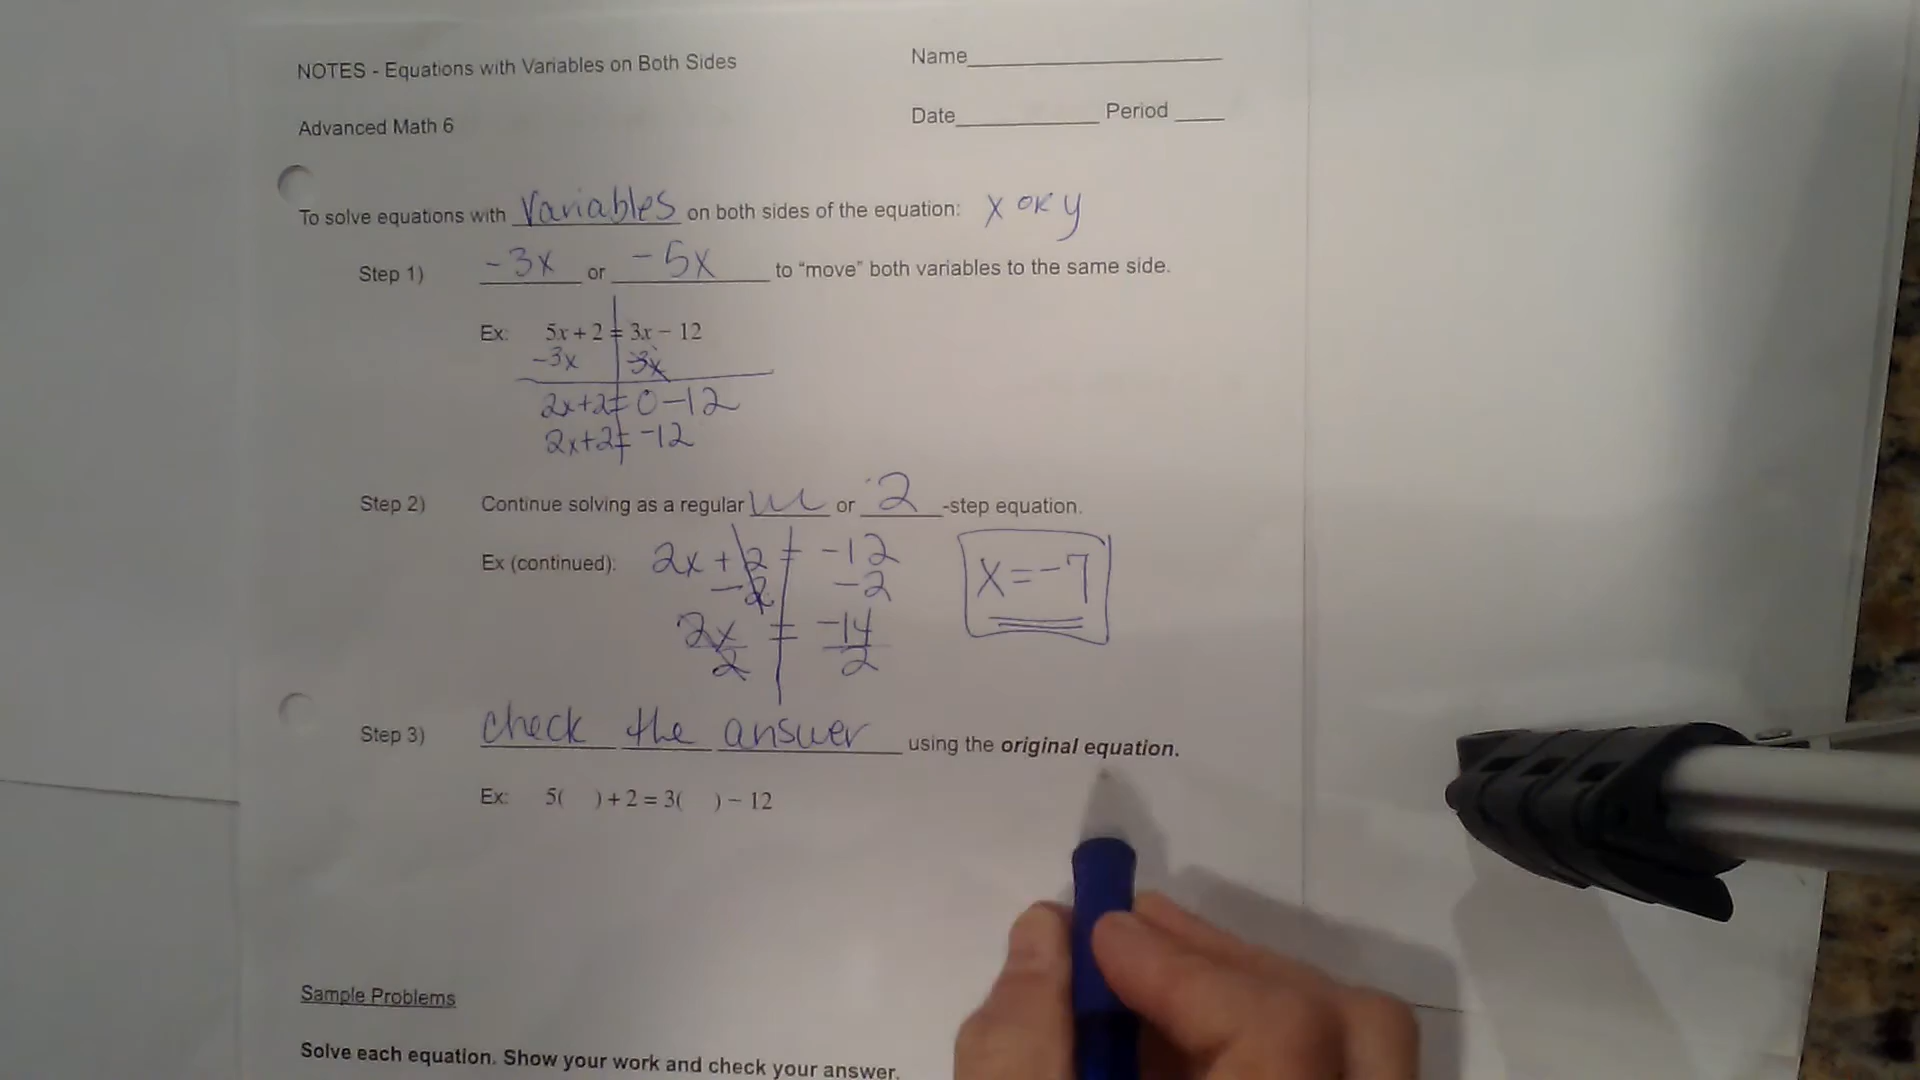 NOTES - Equations with Variables on Both Sides
Name
Advanced Math 6
Date Period
To solve equations with variables on both sides of the equation: x or y
Step 1) -3x or -5x to “move” both variables to the same side.
Ex: 5x + 2 = 3x - 12
-3x -3x
2x+2 = 0-12
2x+2 = -12
Step 2) Continue solving as a regular or 2 -step equation.
Ex (continued): 2x + 2 = -12
-2 -2
2x = -14
2 2
x = -7
Step 3) check the answer using the original equation.
Ex: 5( ) + 2 = 3( ) - 12
Sample Problems
Solve each equation. Show your work and check your answer.